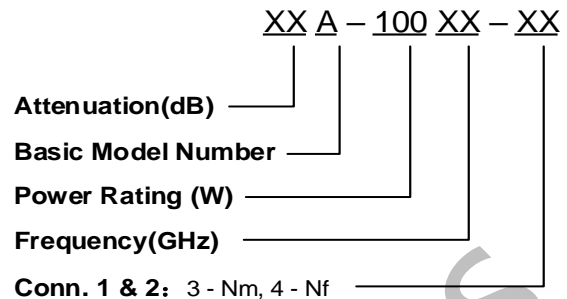 XX A – 100 XX – XX
Attenuation(dB)
Basic Model Number
Power Rating (W)
Frequency(GHz)
Conn. 1 & 2： 3 - Nm, 4 - Nf